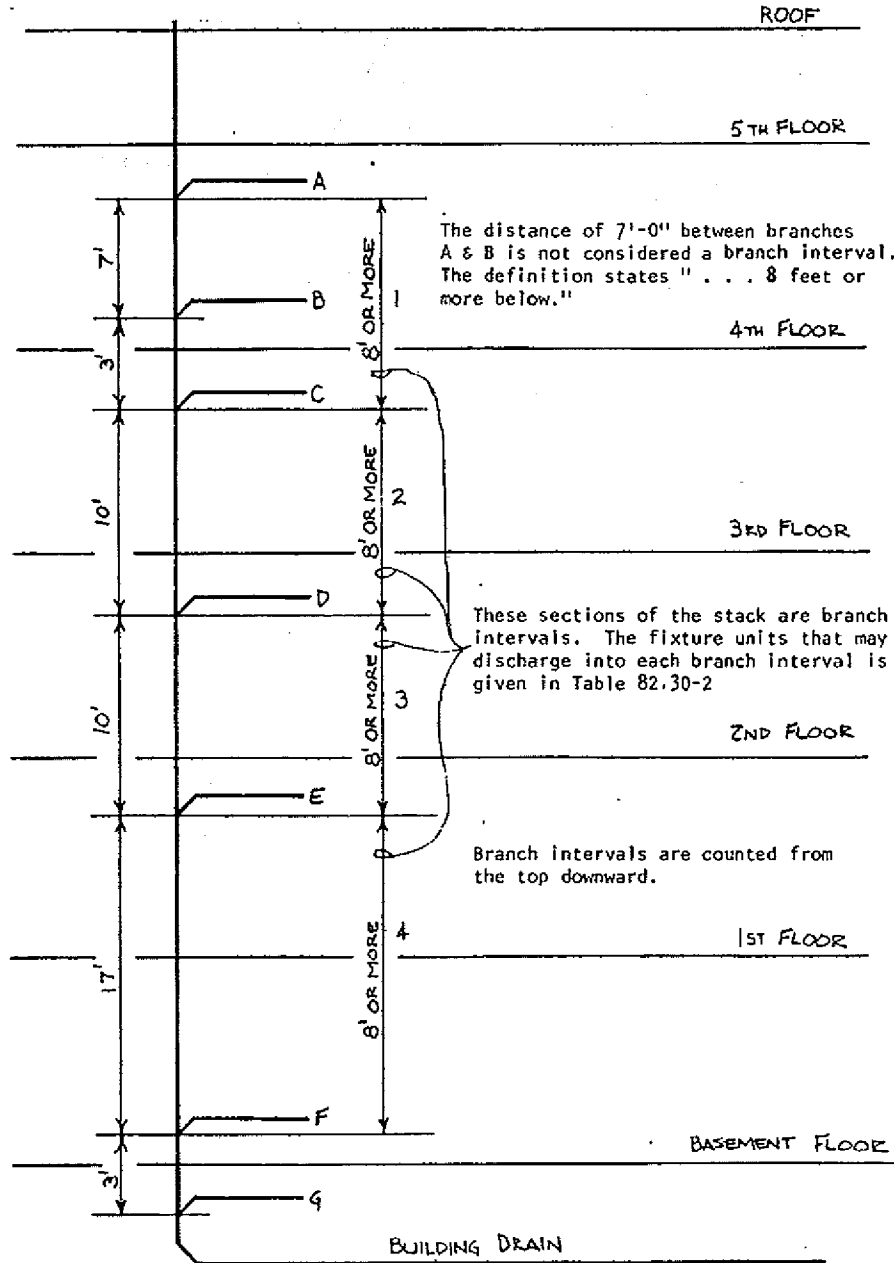 ROOF
5TH FLOOR
A
The distance of 7'-0" between branches
A & B is not considered a branch interval.
The definition states " . . . 8 feet or
more below."
7'
8' OR MORE
1
B
4TH FLOOR
3'
C
10'
8' OR MORE
2
3RD FLOOR
D
These sections of the stack are branch
intervals. The fixture units that may
discharge into each branch interval is
given in Table 82.30-2
10'
8' OR MORE
3
2ND FLOOR
E
Branch intervals are counted from
the top downward.
17'
8' OR MORE
4
1ST FLOOR
F
BASEMENT FLOOR
3'
G
BUILDING DRAIN